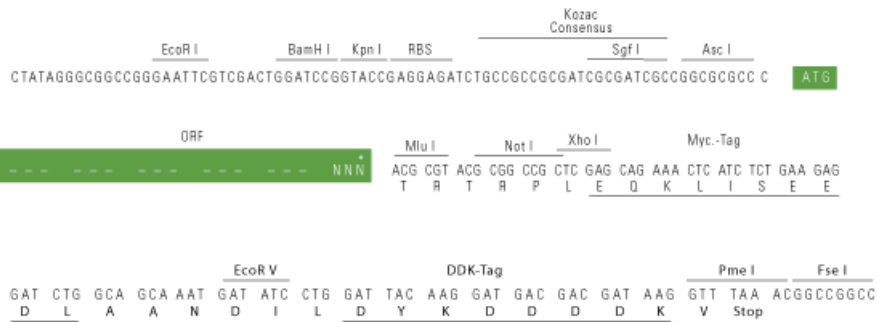 Kozac
Consensus
EcoR I BamH I Kpn I RBS Sgf I Asc I
CTATAGGGCGGCCGGGAATTCGTCGACTGGATCCGGTACCGAGGAGATCTGCCGCCGCGATCGCGATCGCCGGCGCGCC C ATG
ORF
Mlu I Not I Xho I Myc.-Tag
--- --- --- --- --- NNN* ACG CGT ACG CGG CCG CTC GAG CAG AAA CTC ATC TCT GAA GAG
T R T R P L E Q K L I S E E
EcoR V DDK-Tag Pme I Fse I
GAT CTG GCA GCA AAT GAT ATC CTG GAT TAC AAG GAT GAC GAC GAT AAG GTT TAA ACGGCCGGCC
D L A A N D I L D Y K D D D D K V Stop